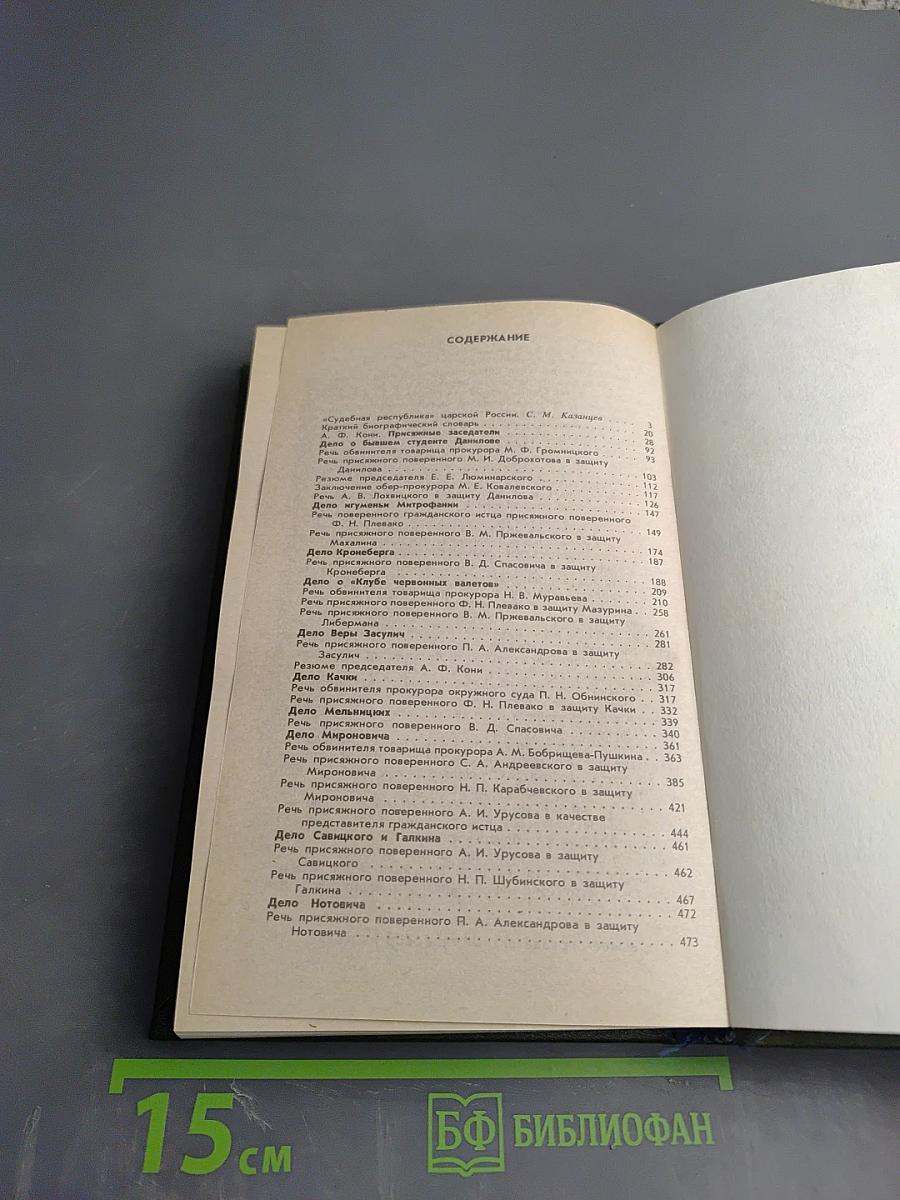 СОДЕРЖАНИЕ
«Судебная республика» царской России. С. М. Казанцев . . . 3
Краткий биографический словарь . . . 20
А. Ф. Кони. Присяжные заседатели . . . 28
Дело о бывшем студенте Данилове . . . 92
Речь обвинителя товарища прокурора М. Ф. Громницкого . . . 93
Речь присяжного поверенного М. И. Доброхотова в защиту
Данилова . . . 103
Резюме председателя Е. Е. Люминарского . . . 112
Заключение обер-прокурора М. Е. Ковалевского . . . 117
Речь А. В. Лохвицкого в защиту Данилова . . . 126
Дело игуменьи Митрофании . . . 147
Речь поверенного гражданского истца присяжного поверенного
Ф. Н. Плевако . . . 149
Речь присяжного поверенного В. М. Пржевальского в защиту
Махалина . . . 174
Дело Кронеберга . . . 187
Речь присяжного поверенного В. Д. Спасовича в защиту
Кронеберга . . . 188
Дело о «Клубе червонных валетов» . . . 209
Речь обвинителя товарища прокурора Н. В. Муравьева . . . 210
Речь присяжного поверенного Ф. Н. Плевако в защиту Мазурина . 258
Речь присяжного поверенного В. М. Пржевальского в защиту
Либермана . . . 261
Дело Веры Засулич . . . 281
Речь присяжного поверенного П. А. Александрова в защиту
Засулич . . . 282
Резюме председателя А. Ф. Кони . . . 306
Дело Качки . . . 317
Речь обвинителя прокурора окружного суда П. Н. Обнинского . . 317
Речь присяжного поверенного Ф. Н. Плевако в защиту Качки . . 332
Дело Мельницких . . . 339
Речь присяжного поверенного В. Д. Спасовича . . . 340
Дело Мироновича . . . 361
Речь обвинителя товарища прокурора А. М. Бобрищева-Пушкина . . 363
Речь присяжного поверенного С. А. Андреевского в защиту
Мироновича . . . 385
Речь присяжного поверенного Н. П. Карабчевского в защиту
Мироновича . . . 421
Речь присяжного поверенного А. И. Урусова в качестве
представителя гражданского истца . . . 444
Дело Савицкого и Галкина . . . 461
Речь присяжного поверенного А. И. Урусова в защиту
Савицкого . . . 462
Речь присяжного поверенного Н. П. Шубинского в защиту
Галкина . . . 467
Дело Нотовича . . . 472
Речь присяжного поверенного П. А. Александрова в защиту
Нотовича . . . 473
15 см
БФ БИБЛИОФАН